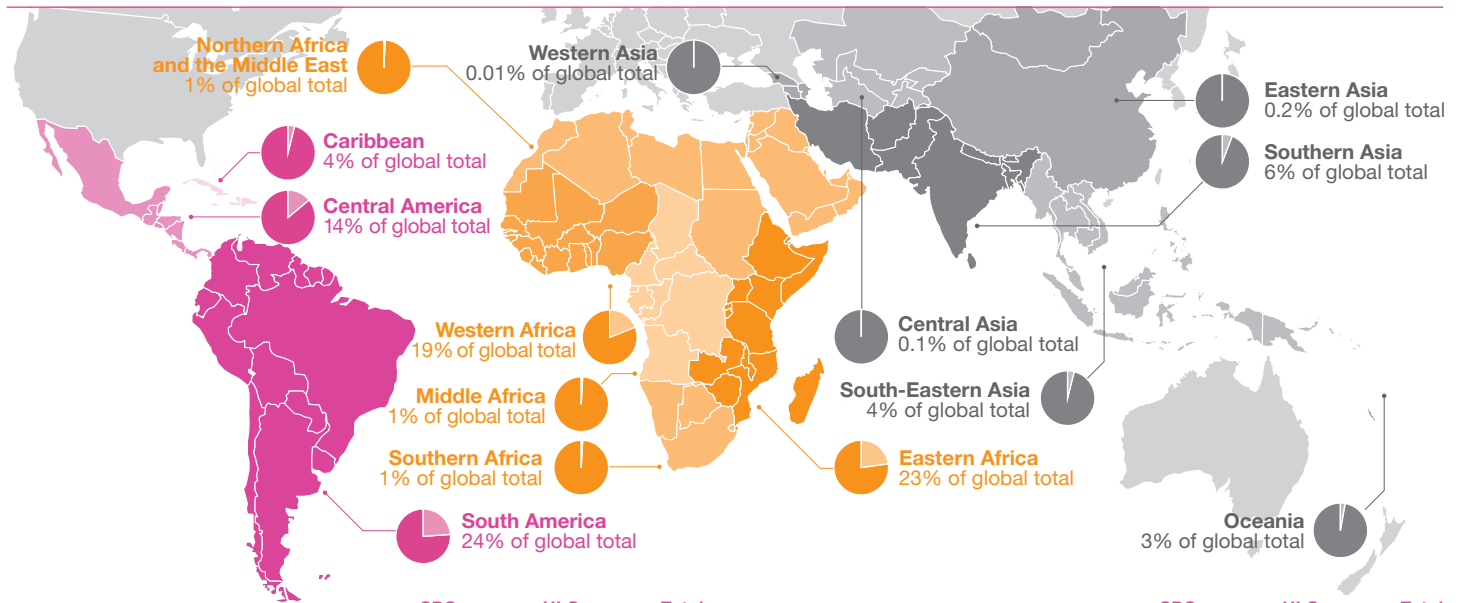 Northern Africa
and the Middle East
1% of global total
Western Asia
0.01% of global total
Eastern Asia
0.2% of global total
Caribbean
4% of global total
Southern Asia
6% of global total
Central America
14% of global total
Western Africa
19% of global total
Central Asia
0.1% of global total
Middle Africa
1% of global total
South-Eastern Asia
4% of global total
Southern Africa
1% of global total
Eastern Africa
23% of global total
South America
24% of global total
Oceania
3% of global total